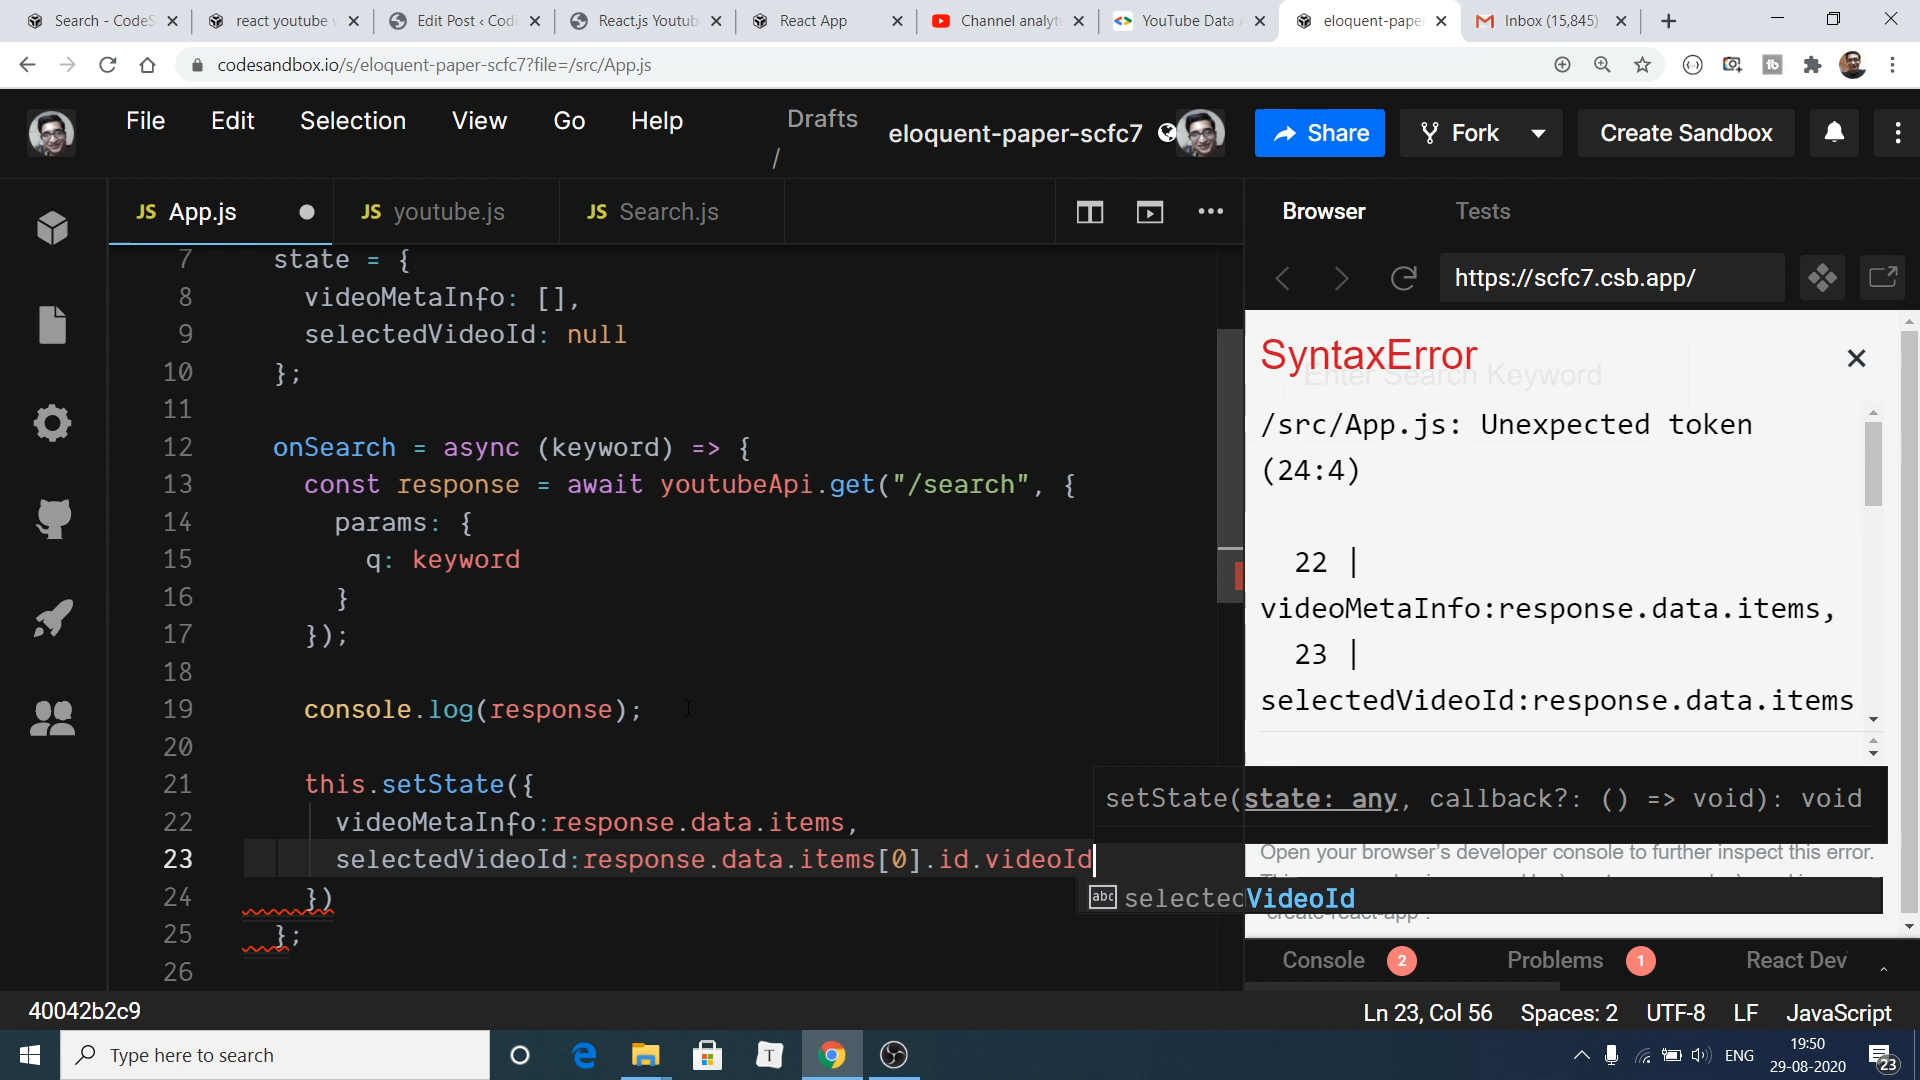 Search - CodeS
react youtube v
Edit Post ‹ Codi
React.js Youtub
React App
Channel analyti
YouTube Data A
eloquent-pape
Inbox (15,845)
codesandbox.io/s/eloquent-paper-scfc7?file=/src/App.js
File Edit Selection View Go Help
Drafts
/
eloquent-paper-scfc7
Share
Fork
Create Sandbox
JS App.js
JS youtube.js
JS Search.js
Browser
Tests
https://scfc7.csb.app/
7 state = {
8 videoMetaInfo: [],
9 selectedVideoId: null
10 };
11
12 onSearch = async (keyword) => {
13 const response = await youtubeApi.get("/search", {
14 params: {
15 q: keyword
16 }
17 });
18
19 console.log(response);
20
21 this.setState({
22 videoMetaInfo:response.data.items,
23 selectedVideoId:response.data.items[0].id.videoId
24 })
25 };
26
setState(state: any, callback?: () => void): void
abc selectedVideoId
SyntaxError
Enter Search Keyword
/src/App.js: Unexpected token
(24:4)
22 |
videoMetaInfo:response.data.items,
23 |
selectedVideoId:response.data.items
Open your browser's developer console to further inspect this error.
Console 2
Problems 1
React Dev
40042b2c9
Ln 23, Col 56
Spaces: 2
UTF-8
LF
JavaScript
Type here to search
T
ENG
19:50
29-08-2020
23